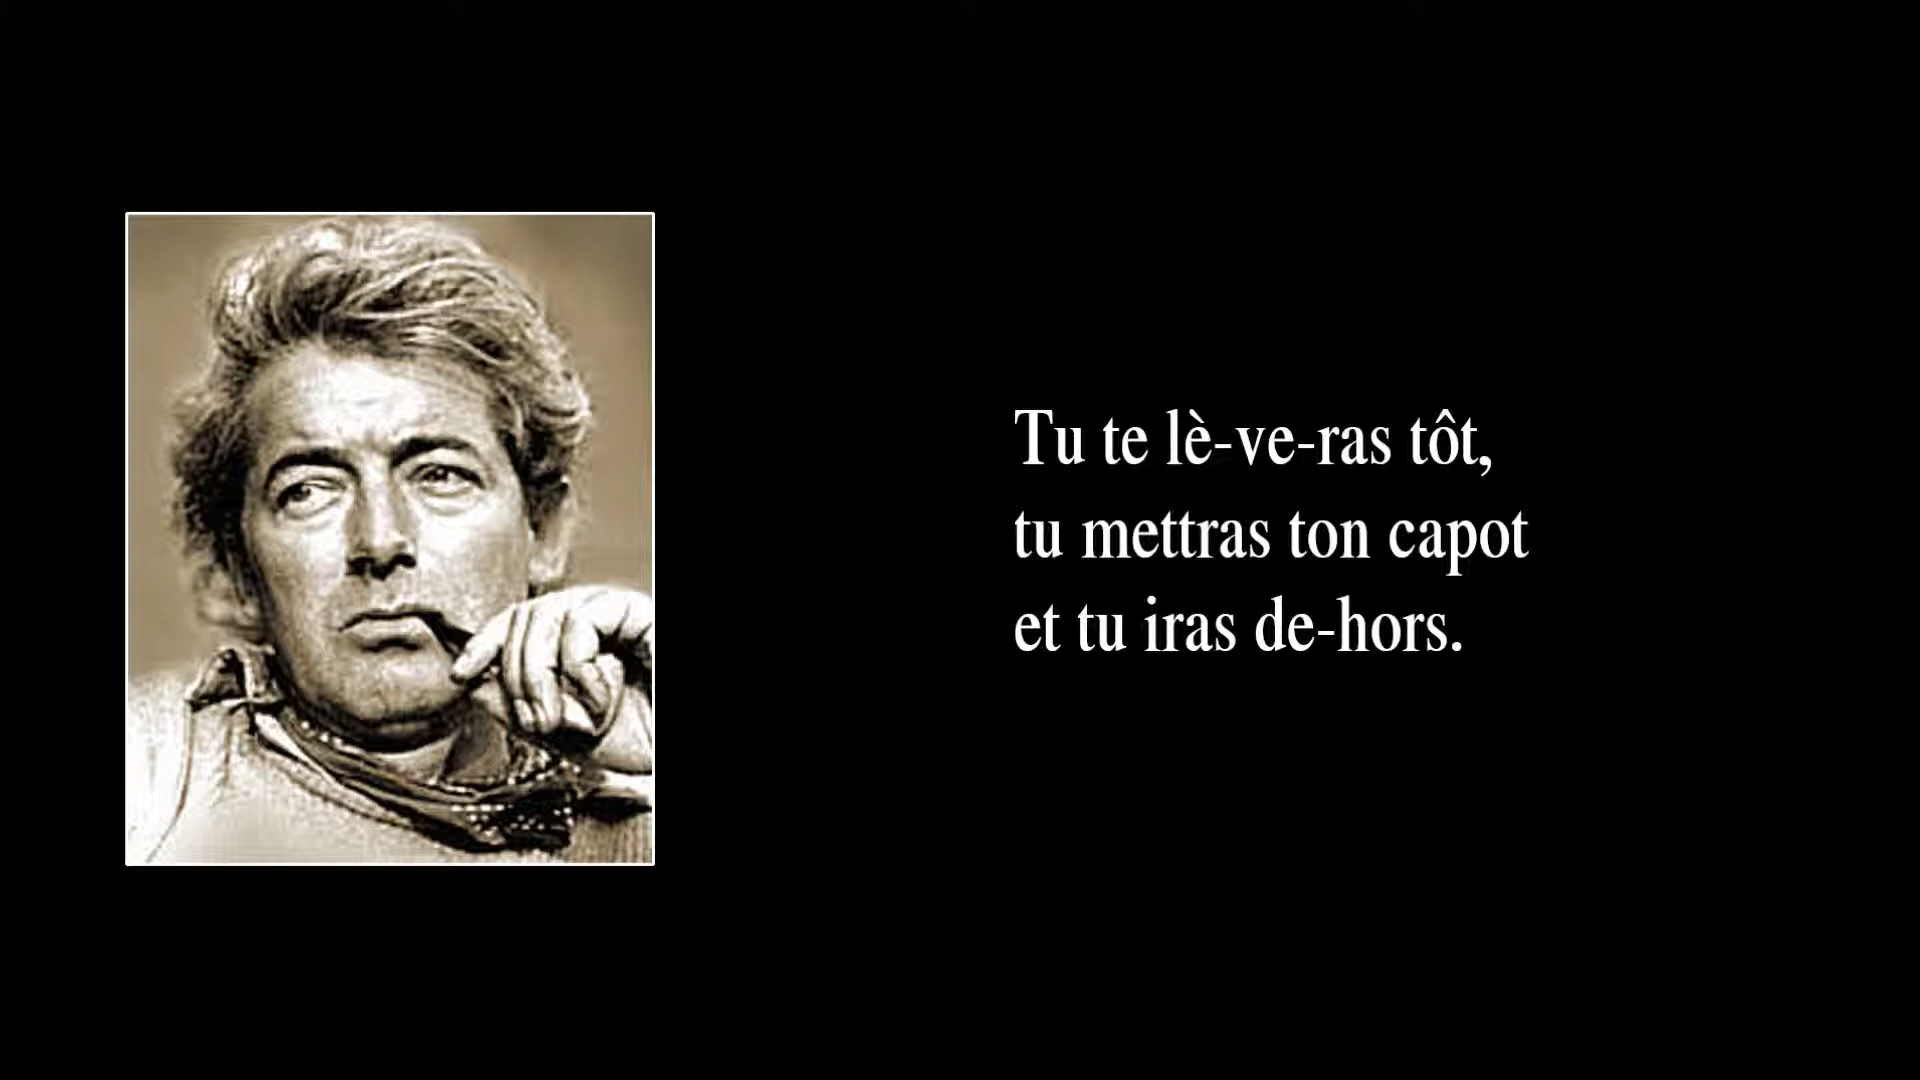 Tu te lè-ve-ras tôt,
tu mettras ton capot
et tu iras de-hors.